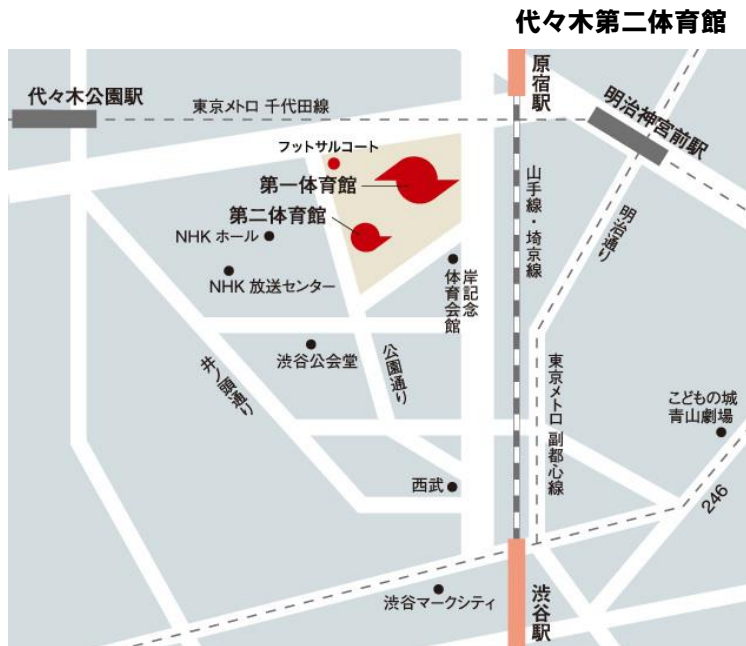 代々木第二体育館
原宿駅
代々木公園駅
東京メトロ 千代田線
明治神宮前駅
フットサルコート
第一体育館
第二体育館
山手線・埼京線
明治通り
NHK ホール
NHK 放送センター
岸記念
体育会館
渋谷公会堂
公園通り
井ノ頭通り
東京メトロ 副都心線
こどもの城
青山劇場
西武
246
渋谷マークシティ
渋谷駅